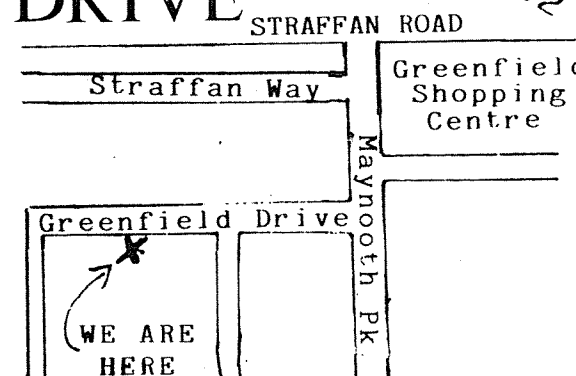 DRIVE
STRAFFAN ROAD
Straffan Way
Greenfield
Shopping
Centre
Maynooth Pk.
Greenfield Drive
WE ARE
HERE